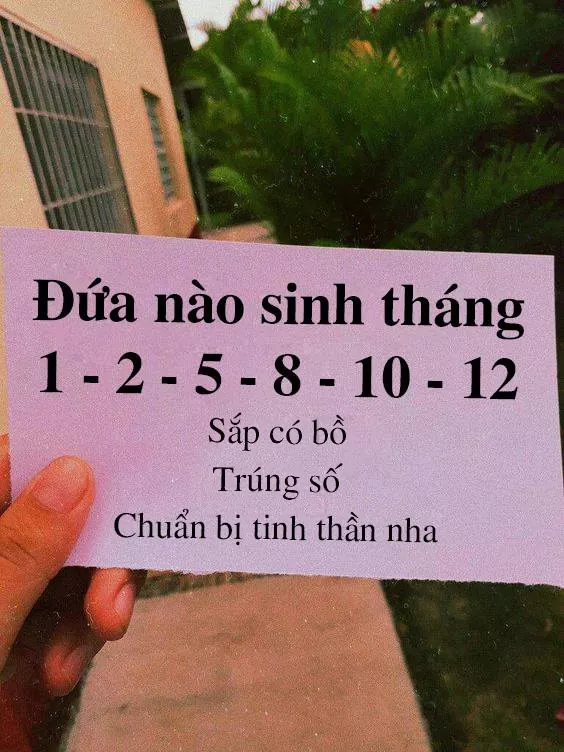 Đứa nào sinh tháng
1 - 2 - 5 - 8 - 10 - 12
Sắp có bồ
Trúng số
Chuẩn bị tinh thần nha